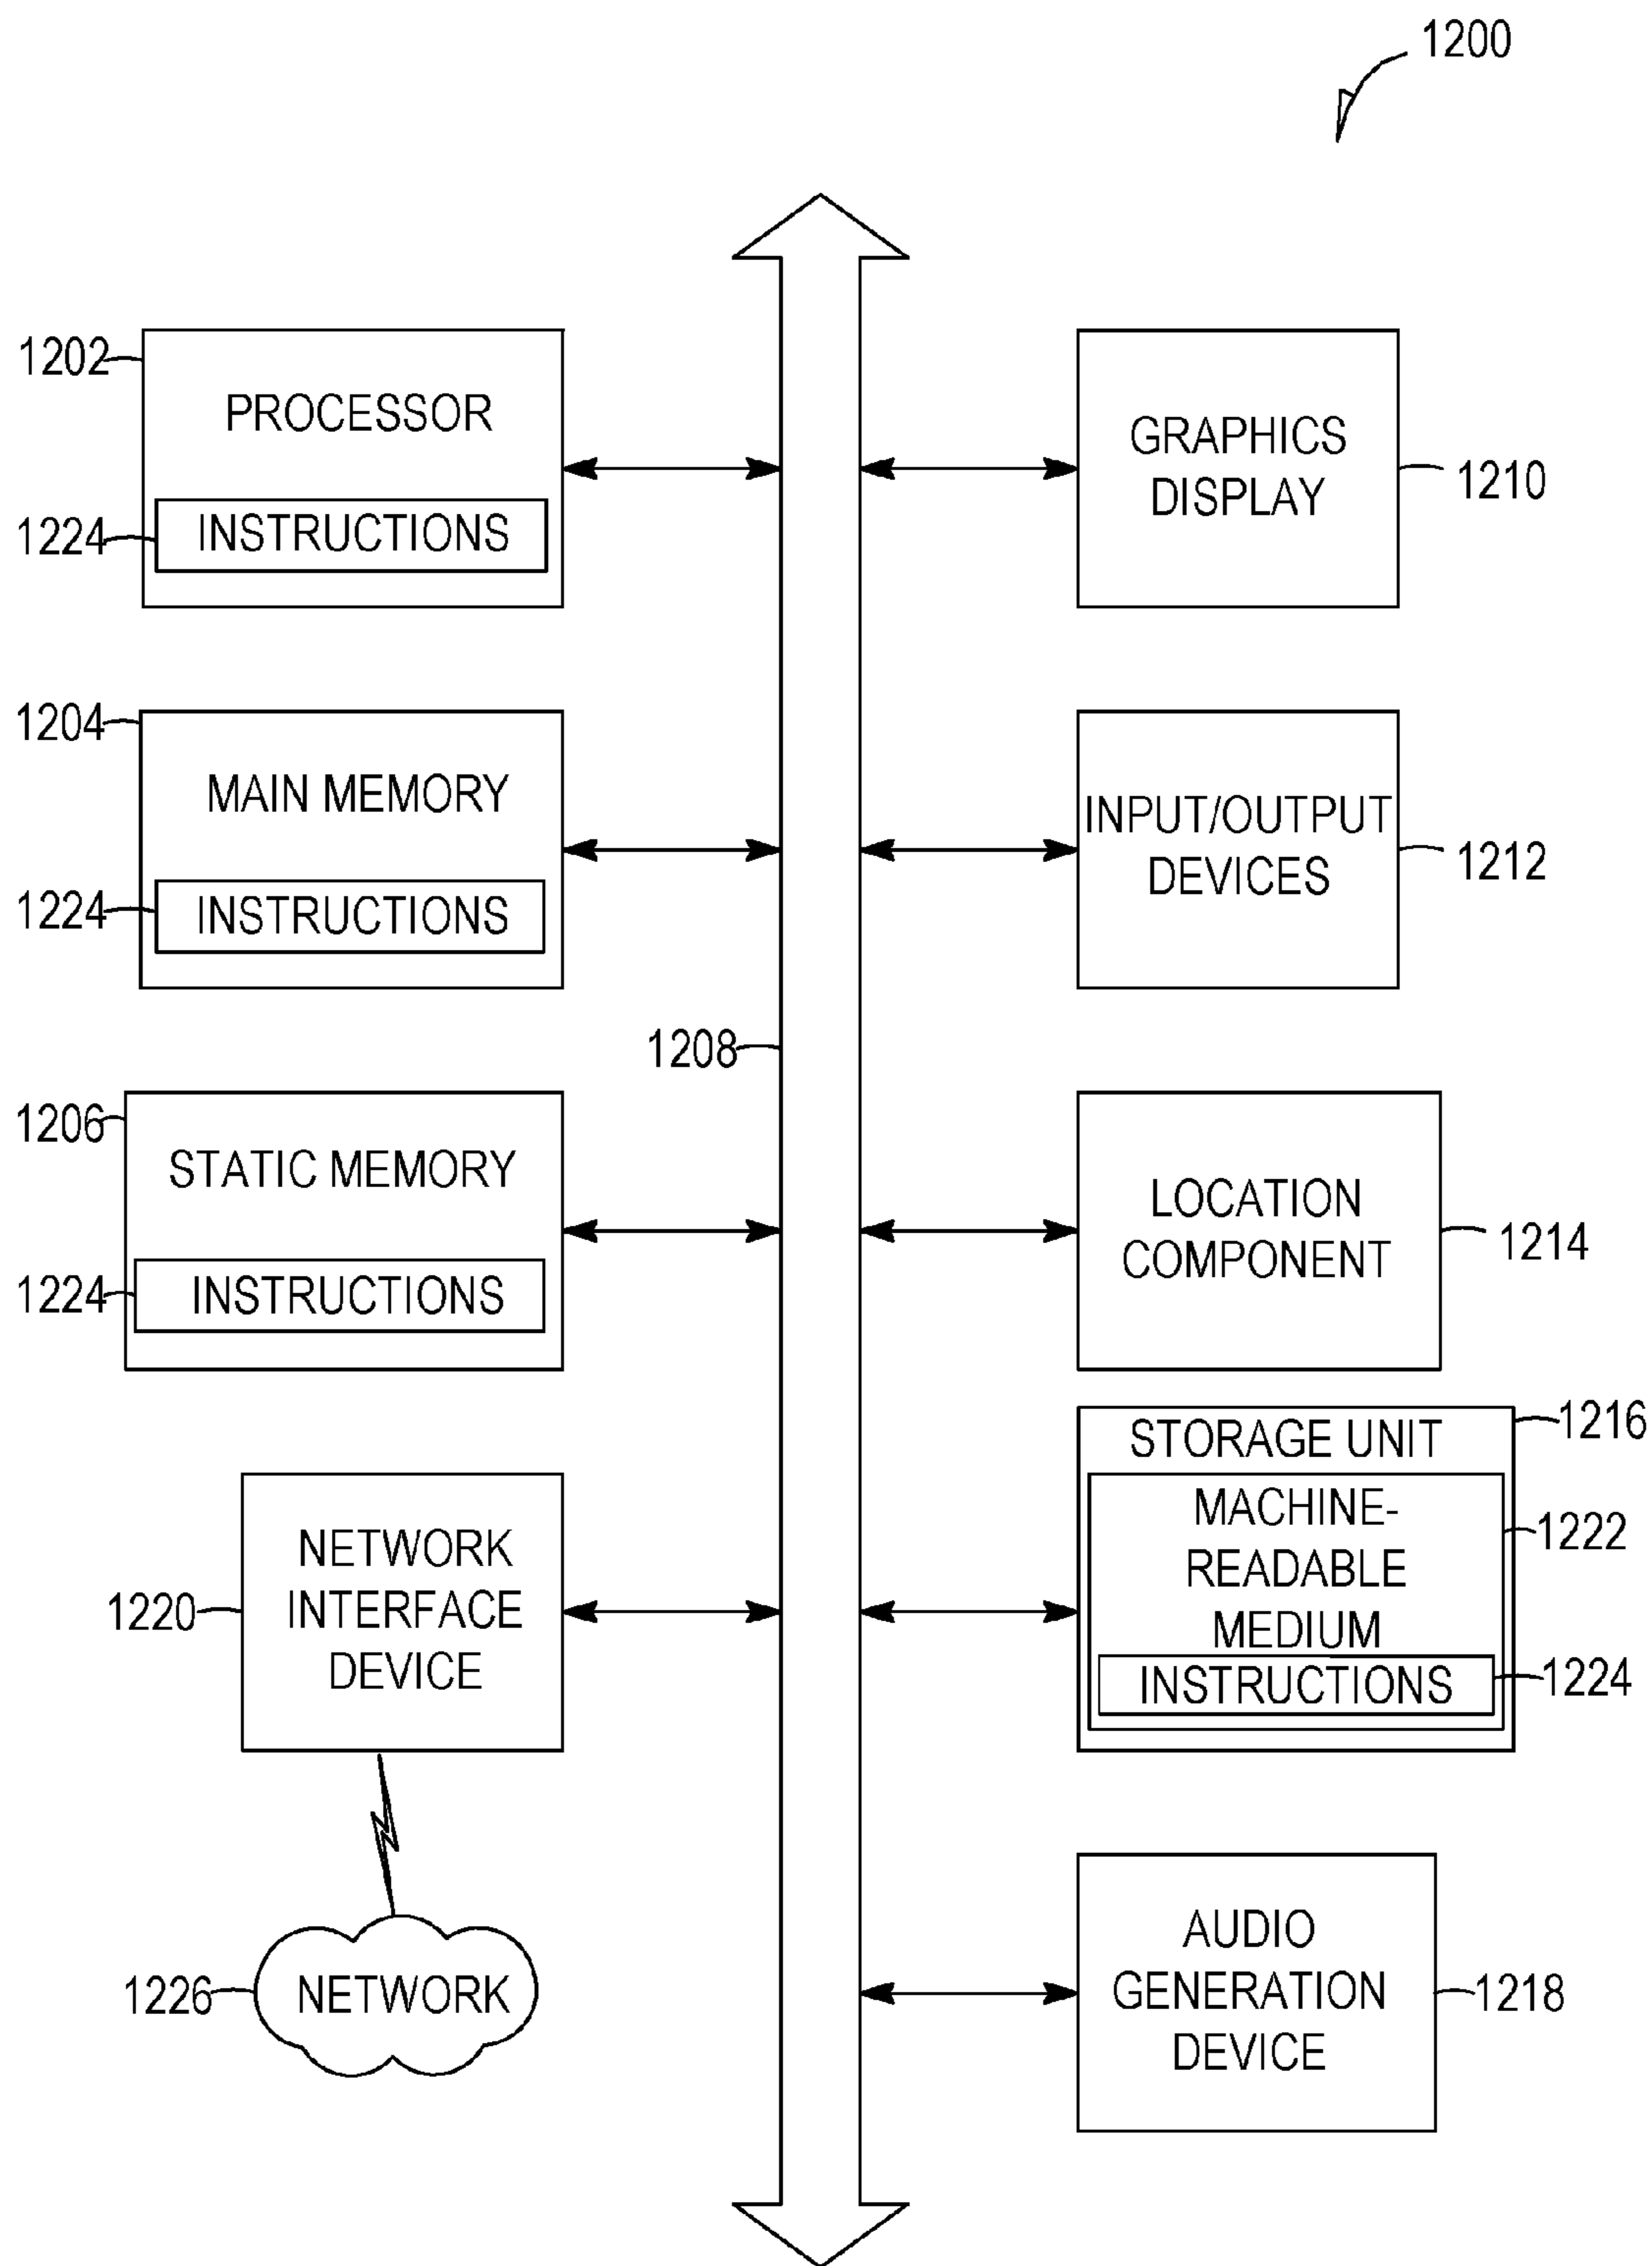 1200
1202
PROCESSOR
1224
INSTRUCTIONS
GRAPHICS
DISPLAY
1210
1204
MAIN MEMORY
1224
INSTRUCTIONS
INPUT/OUTPUT
DEVICES
1212
1208
1206
STATIC MEMORY
1224
INSTRUCTIONS
LOCATION
COMPONENT
1214
1216
STORAGE UNIT
MACHINE-
READABLE
MEDIUM
1222
INSTRUCTIONS
1224
NETWORK
INTERFACE
DEVICE
1220
1226
NETWORK
AUDIO
GENERATION
DEVICE
1218